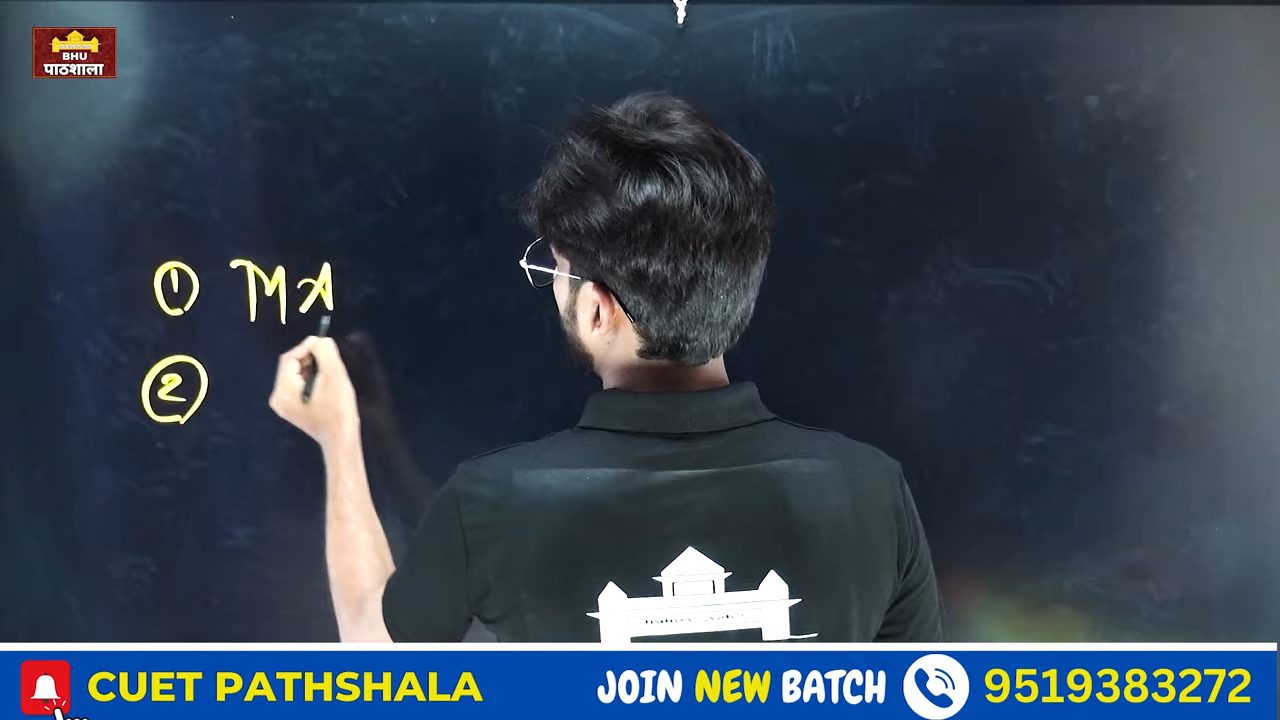 BHU
पाठशाला
① MA
②
CUET PATHSHALA
JOIN NEW BATCH
9519383272